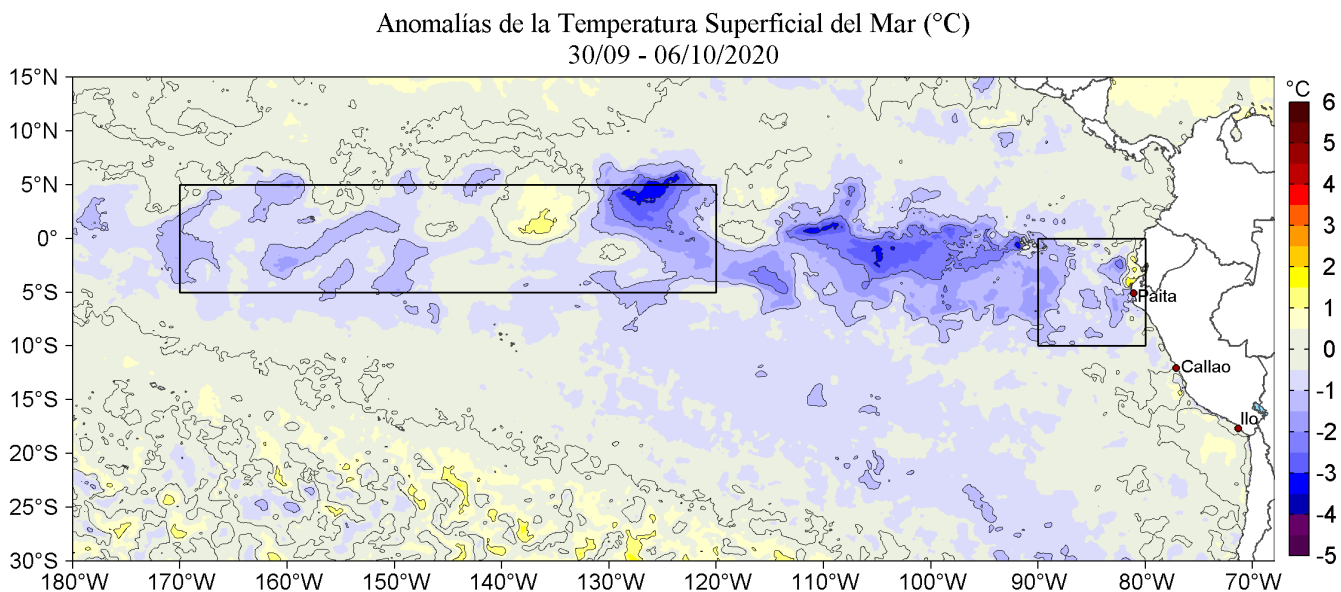 Anomalías de la Temperatura Superficial del Mar (°C)
30/09 - 06/10/2020
15°N
10°N
5°N
0°
5°S
10°S
15°S
20°S
25°S
30°S
180°W 170°W 160°W 150°W 140°W 130°W 120°W 110°W 100°W 90°W 80°W 70°W
Paita
Callao
Ilo
°C
6
5
4
3
2
1
0
-1
-2
-3
-4
-5